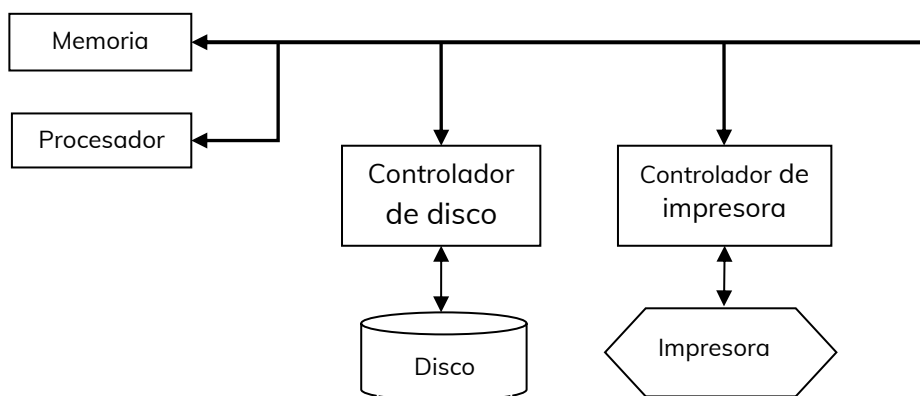 Memoria
Procesador
Controlador
de disco
Controlador de
impresora
Disco
Impresora